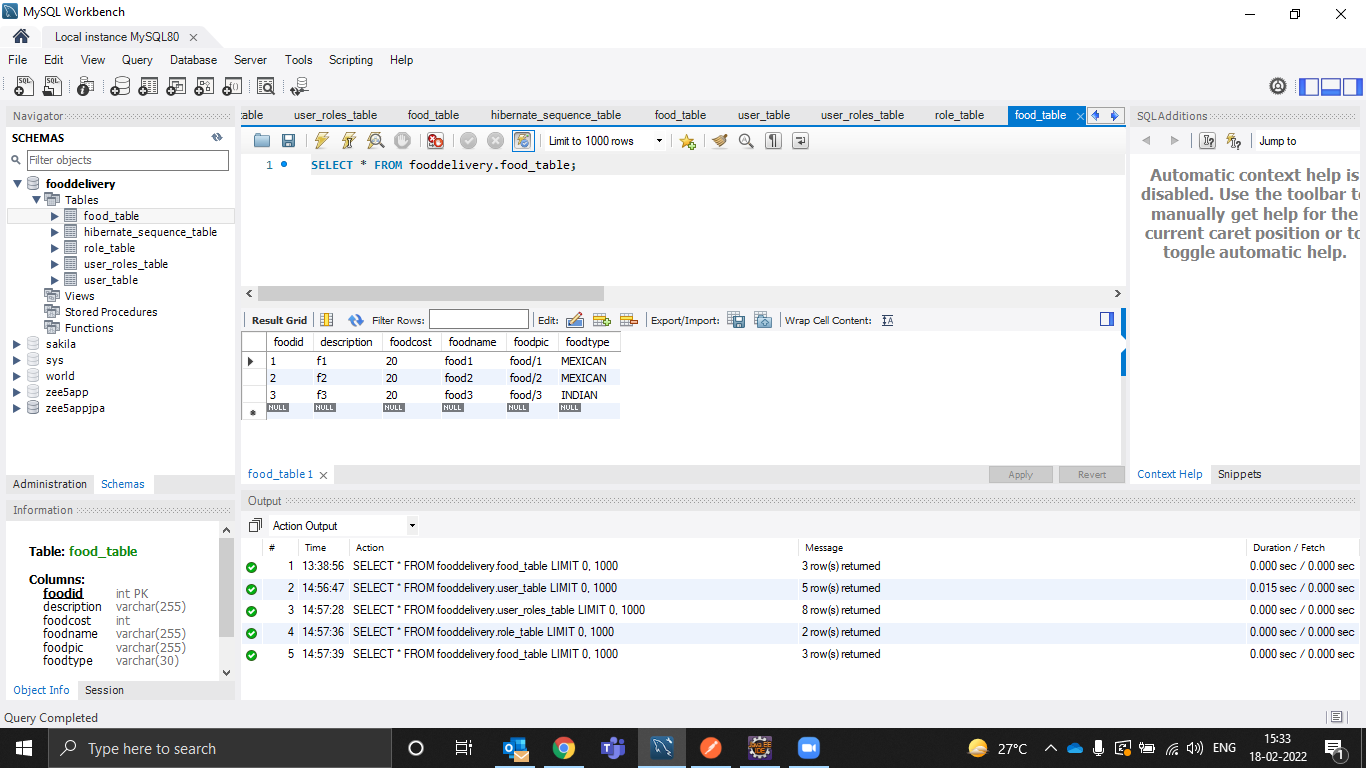 MySQL Workbench
Local instance MySQL80
File Edit View Query Database Server Tools Scripting Help
Navigator
SCHEMAS
Filter objects
fooddelivery
Tables
food_table
hibernate_sequence_table
role_table
user_roles_table
user_table
Views
Stored Procedures
Functions
sakila
sys
world
zee5app
zee5appjpa
Administration Schemas
Information
Table: food_table
Columns:
foodid int PK
description varchar(255)
foodcost int
foodname varchar(255)
foodpic varchar(255)
foodtype varchar(30)
Object Info Session
able user_roles_table food_table hibernate_sequence_table food_table user_table user_roles_table role_table food_table
Limit to 1000 rows
1 SELECT * FROM fooddelivery.food_table;
Result Grid Filter Rows: Edit: Export/Import: Wrap Cell Content:
foodid description foodcost foodname foodpic foodtype
1 f1 20 food1 food/1 MEXICAN
2 f2 20 food2 food/2 MEXICAN
3 f3 20 food3 food/3 INDIAN
NULL NULL NULL NULL NULL NULL
food_table 1
Apply Revert
SQLAdditions
Jump to
Automatic context help is
disabled. Use the toolbar to
manually get help for the
current caret position or to
toggle automatic help.
Context Help Snippets
Output
Action Output
# Time Action Message Duration / Fetch
1 13:38:56 SELECT * FROM fooddelivery.food_table LIMIT 0, 1000 3 row(s) returned 0.000 sec / 0.000 sec
2 14:56:47 SELECT * FROM fooddelivery.user_table LIMIT 0, 1000 5 row(s) returned 0.015 sec / 0.000 sec
3 14:57:28 SELECT * FROM fooddelivery.user_roles_table LIMIT 0, 1000 8 row(s) returned 0.000 sec / 0.000 sec
4 14:57:36 SELECT * FROM fooddelivery.role_table LIMIT 0, 1000 2 row(s) returned 0.000 sec / 0.000 sec
5 14:57:39 SELECT * FROM fooddelivery.food_table LIMIT 0, 1000 3 row(s) returned 0.000 sec / 0.000 sec
Query Completed
Type here to search
27°C
ENG
15:33
18-02-2022
1